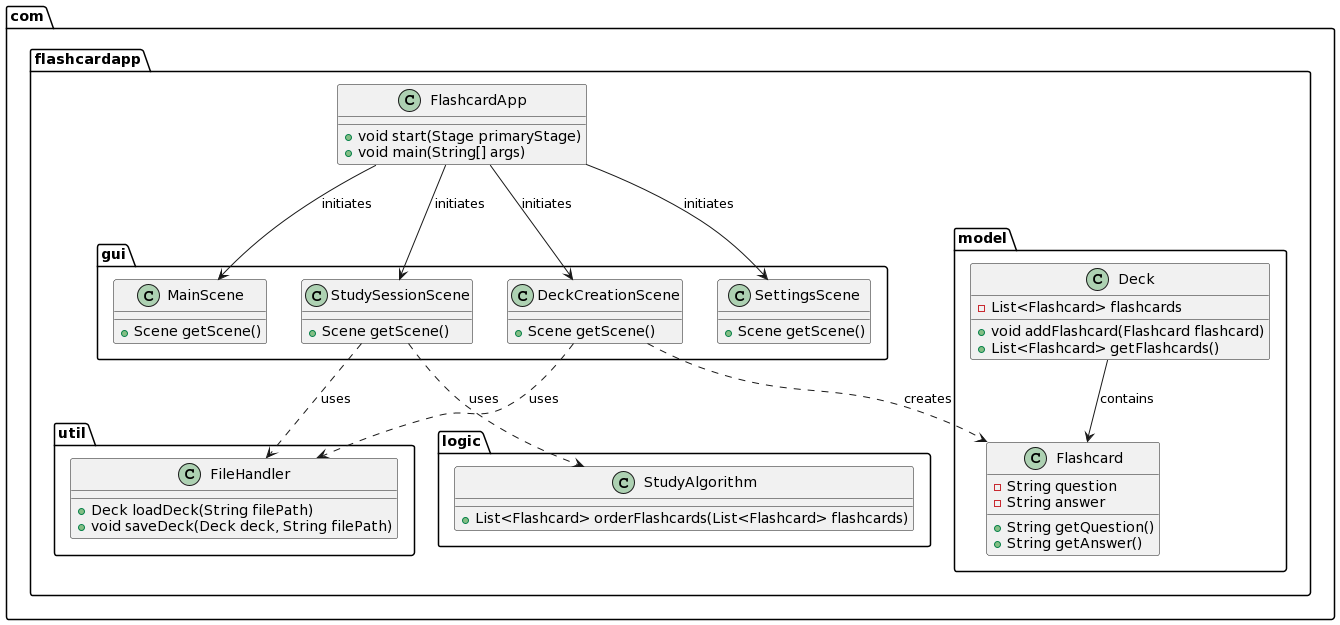 com
flashcardapp
C FlashcardApp
void start(Stage primaryStage)
void main(String[] args)
initiates
initiates
initiates
initiates
gui
C MainScene
Scene getScene()
C StudySessionScene
Scene getScene()
C DeckCreationScene
Scene getScene()
C SettingsScene
Scene getScene()
model
C Deck
List<Flashcard> flashcards
void addFlashcard(Flashcard flashcard)
List<Flashcard> getFlashcards()
uses
uses
uses
creates
contains
util
C FileHandler
Deck loadDeck(String filePath)
void saveDeck(Deck deck, String filePath)
logic
C StudyAlgorithm
List<Flashcard> orderFlashcards(List<Flashcard> flashcards)
C Flashcard
String question
String answer
String getQuestion()
String getAnswer()